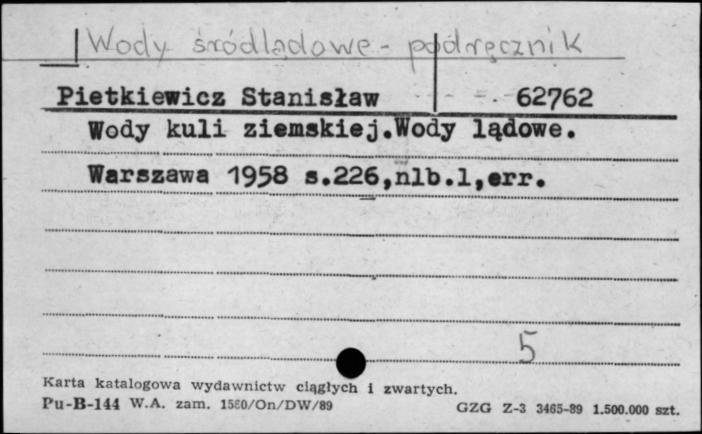 Wody śródlądowe - podręcznik
Pietkiewicz Stanisław 62762
Wody kuli ziemskiej.Wody lądowe.
Warszawa 1958 s.226,nlb.1,err.
5
Karta katalogowa wydawnictw ciągłych i zwartych.
Pu-B-144 W.A. zam. 1560/On/DW/89 GZG Z-3 3465-89 1.500.000 szt.